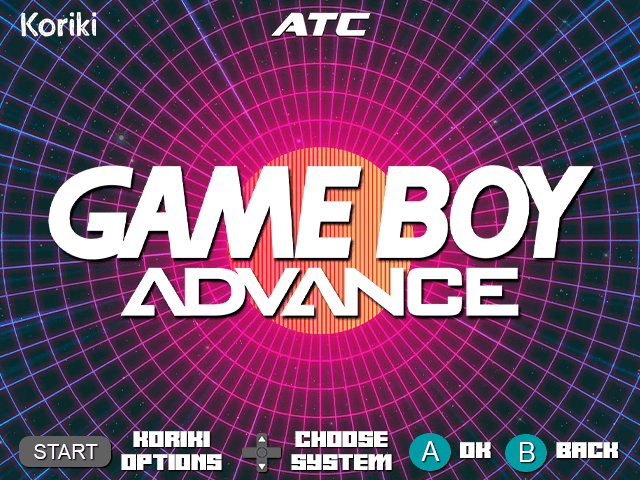 Koriki
ATC
GAME BOY
ADVANCE
START
KORIKI
OPTIONS
CHOOSE
SYSTEM
A
OK
B
BACK